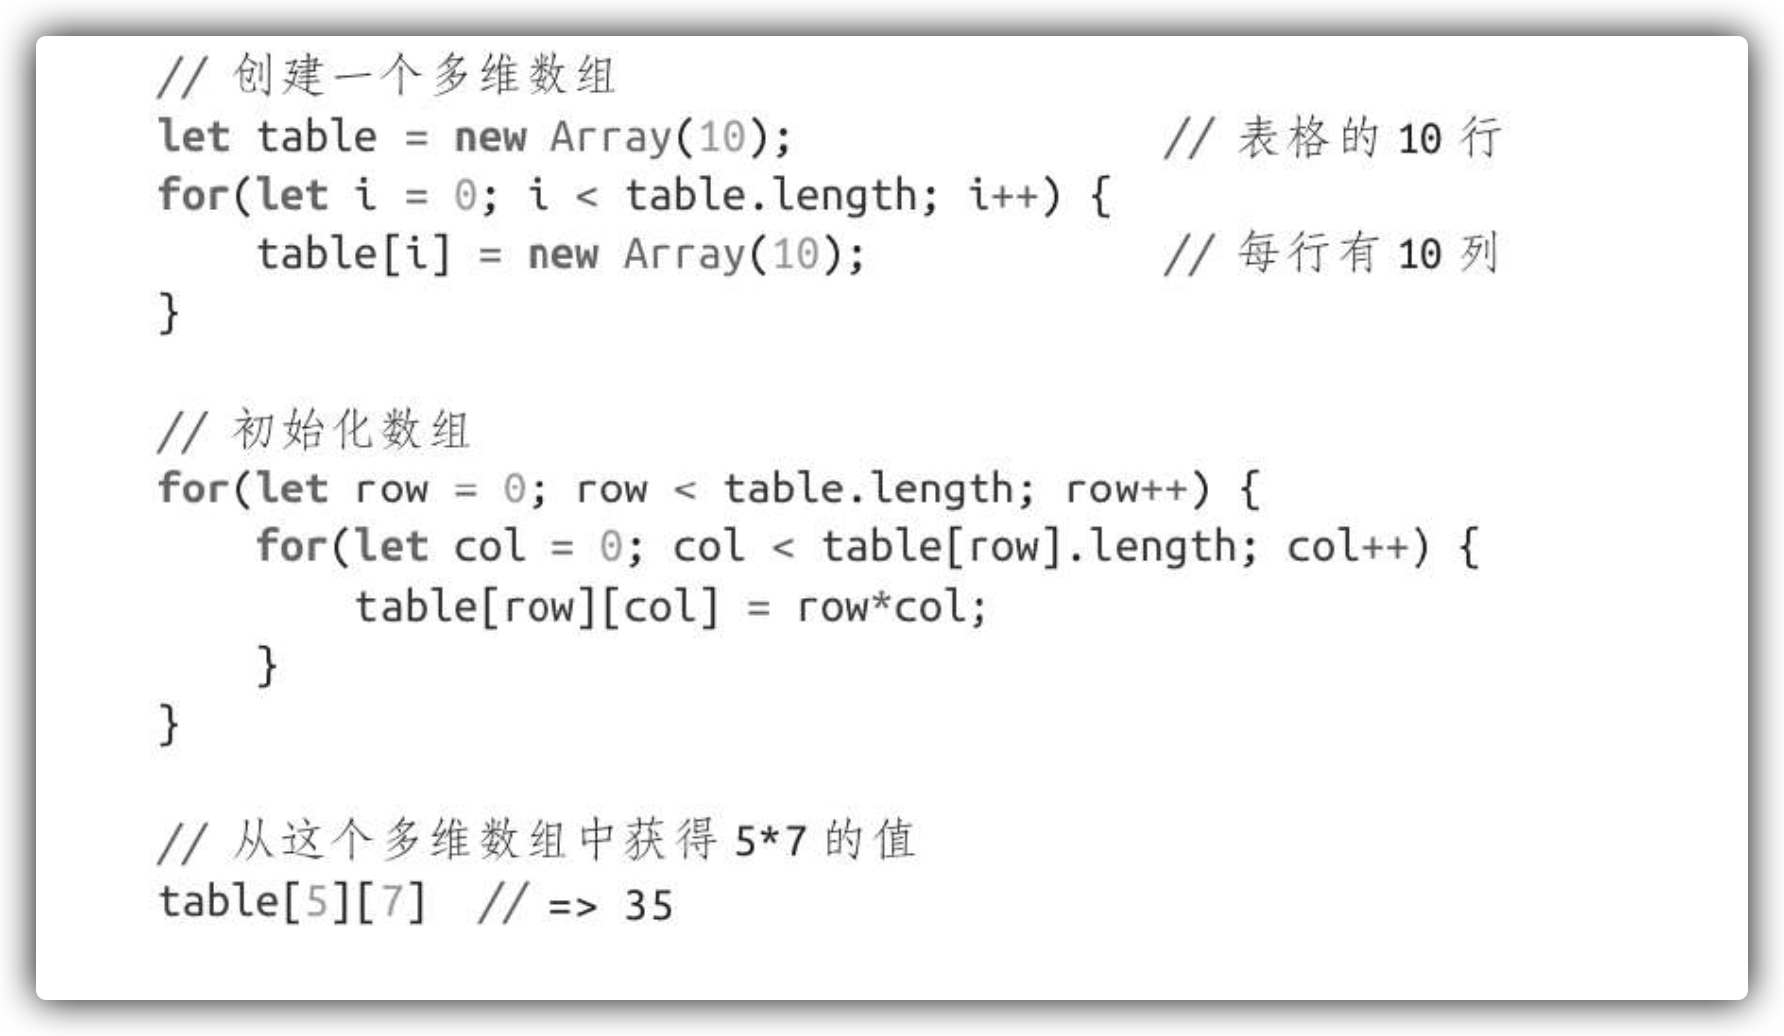 // 创建一个多维数组
let table = new Array(10);               // 表格的 10 行
for(let i = 0; i < table.length; i++) {
    table[i] = new Array(10);            // 每行有 10 列
}

// 初始化数组
for(let row = 0; row < table.length; row++) {
    for(let col = 0; col < table[row].length; col++) {
        table[row][col] = row*col;
    }
}

// 从这个多维数组中获得 5*7 的值
table[5][7]  // => 35